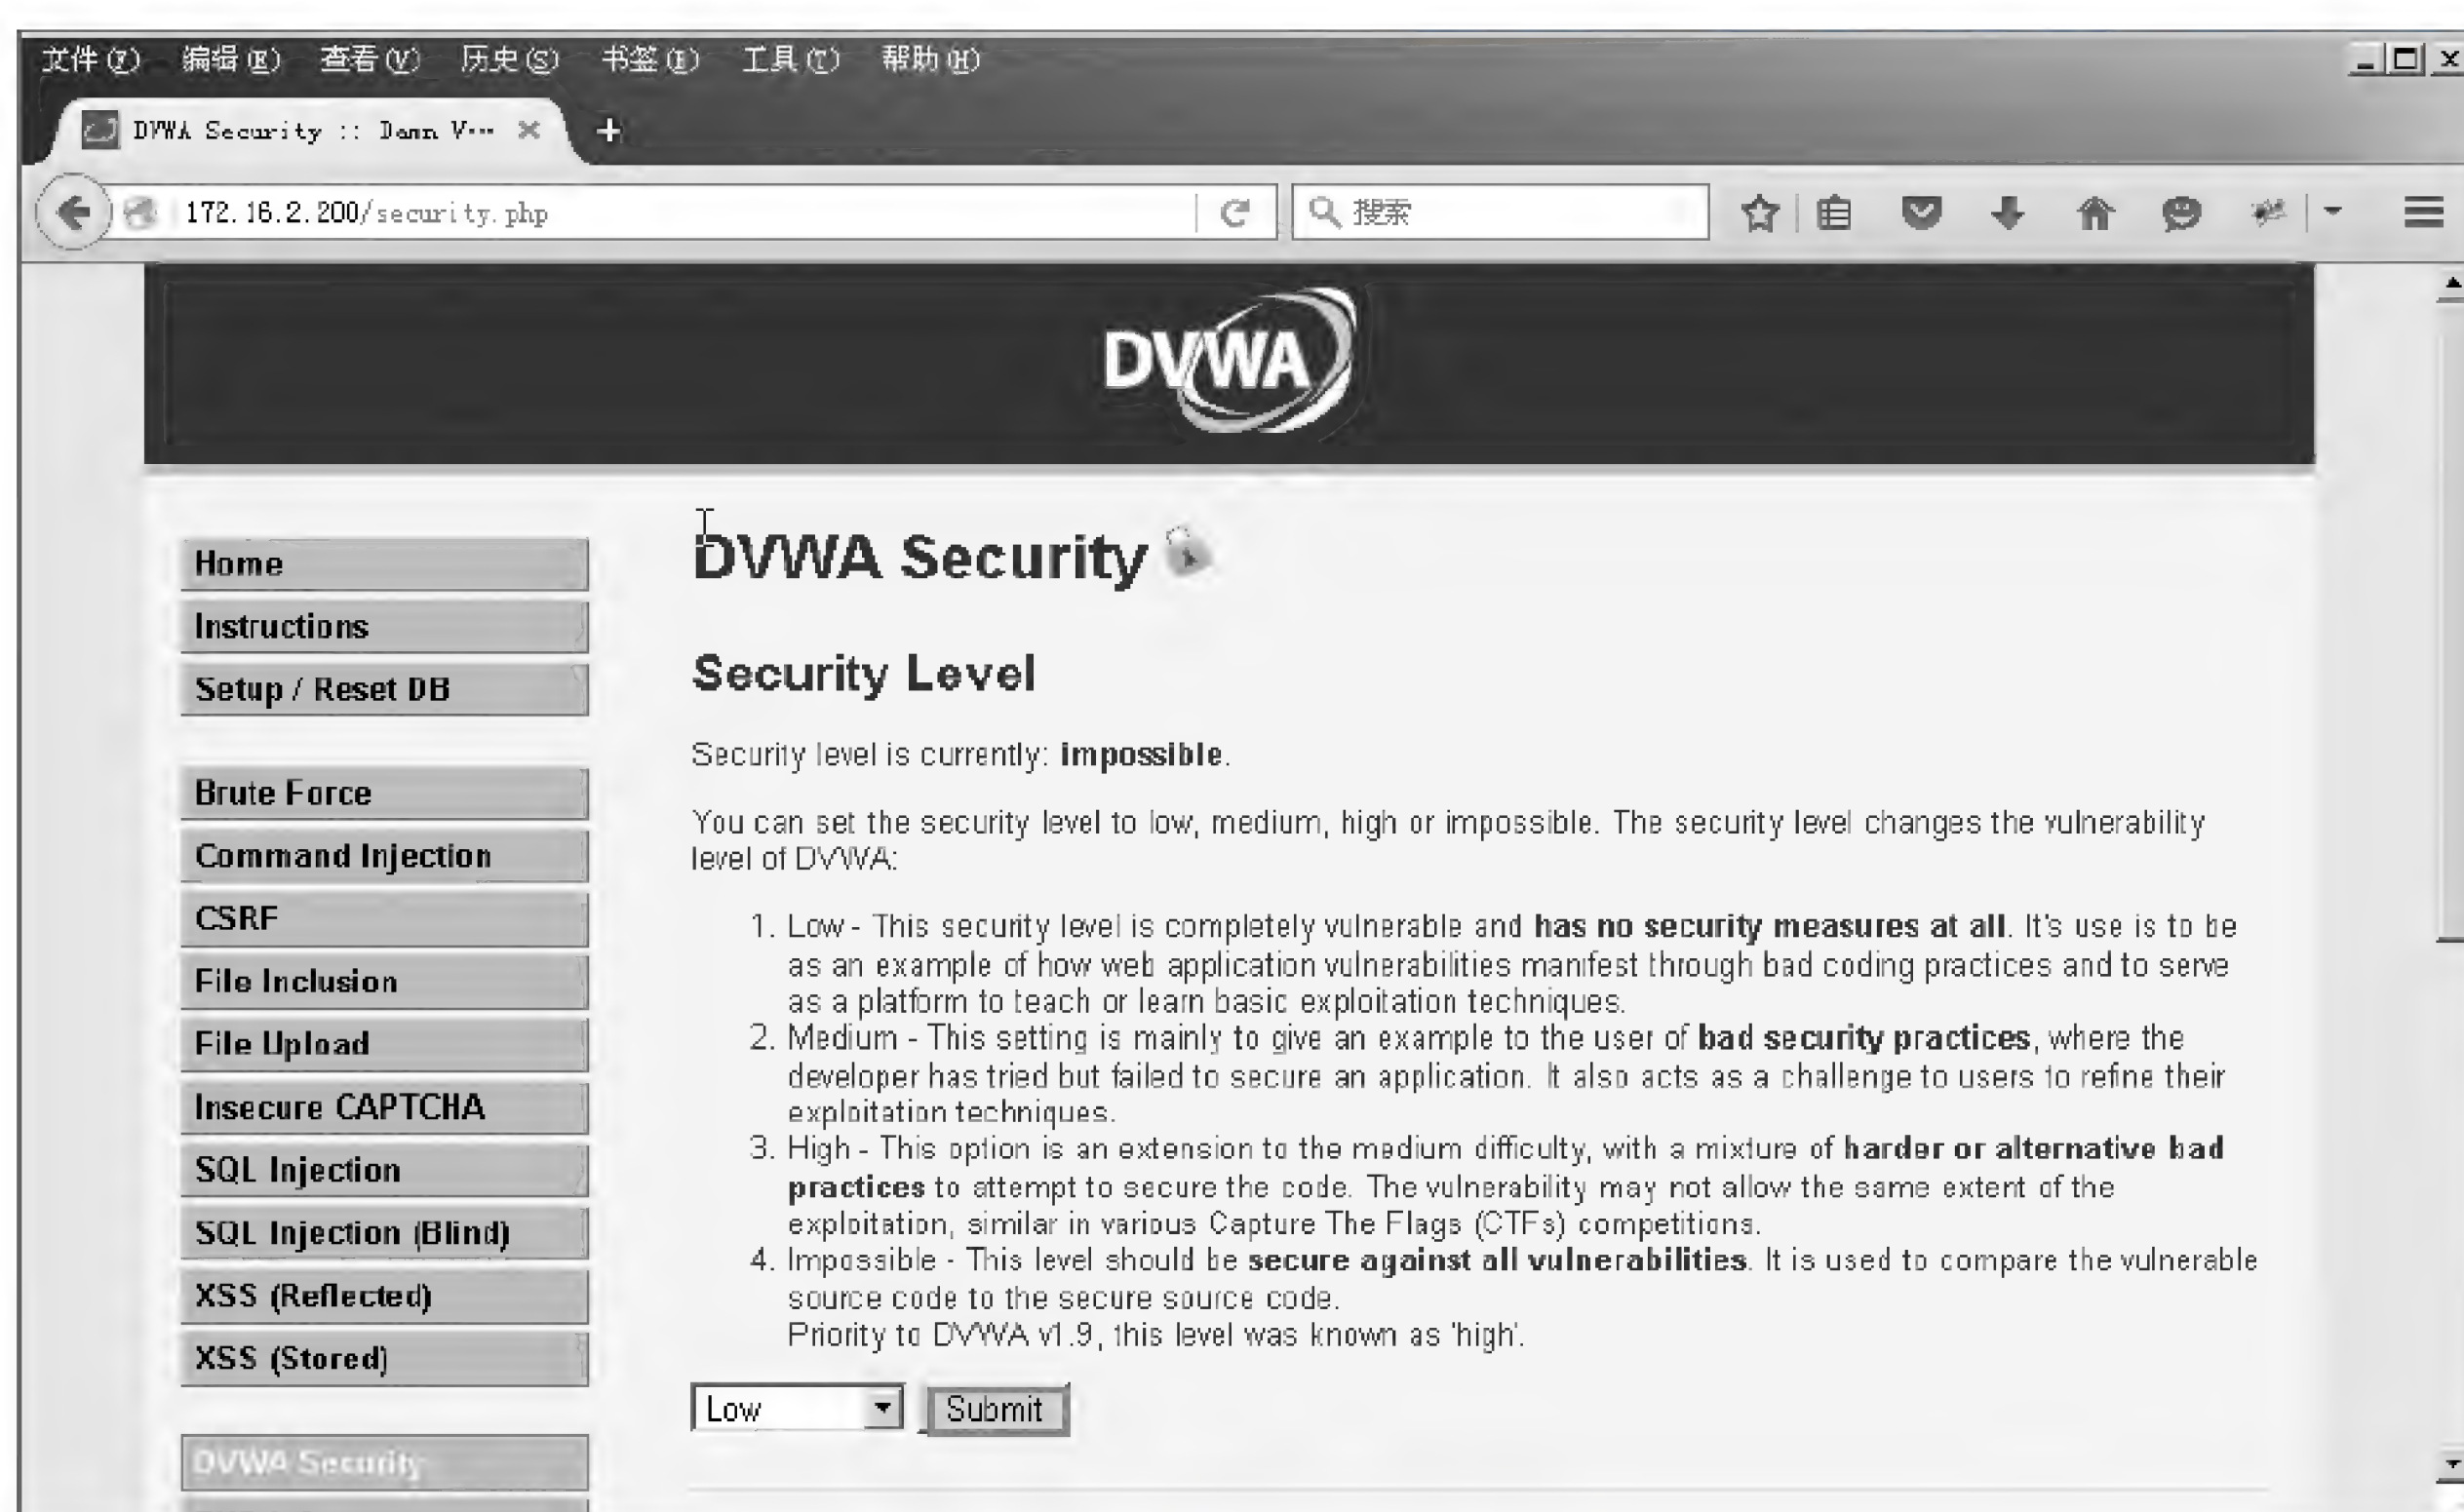 文件(F) 编辑(E) 查看(V) 历史(S) 书签(B) 工具(T) 帮助(H)
DVWA Security :: Damn V...
172.16.2.200/security.php
搜索
DVWA
Home
Instructions
Setup / Reset DB
Brute Force
Command Injection
CSRF
File Inclusion
File Upload
Insecure CAPTCHA
SQL Injection
SQL Injection (Blind)
XSS (Reflected)
XSS (Stored)
DVWA Security
DVWA Security
Security Level
Security level is currently: impossible.
You can set the security level to low, medium, high or impossible. The security level changes the vulnerability
level of DVWA:
1. Low - This security level is completely vulnerable and has no security measures at all. It's use is to be
as an example of how web application vulnerabilities manifest through bad coding practices and to serve
as a platform to teach or learn basic exploitation techniques.
2. Medium - This setting is mainly to give an example to the user of bad security practices, where the
developer has tried but failed to secure an application. It also acts as a challenge to users to refine their
exploitation techniques.
3. High - This option is an extension to the medium difficulty, with a mixture of harder or alternative bad
practices to attempt to secure the code. The vulnerability may not allow the same extent of the
exploitation, similar in various Capture The Flags (CTFs) competitions.
4. Impossible - This level should be secure against all vulnerabilities. It is used to compare the vulnerable
source code to the secure source code.
Priority to DVWA v1.9, this level was known as 'high'.
Low
Submit